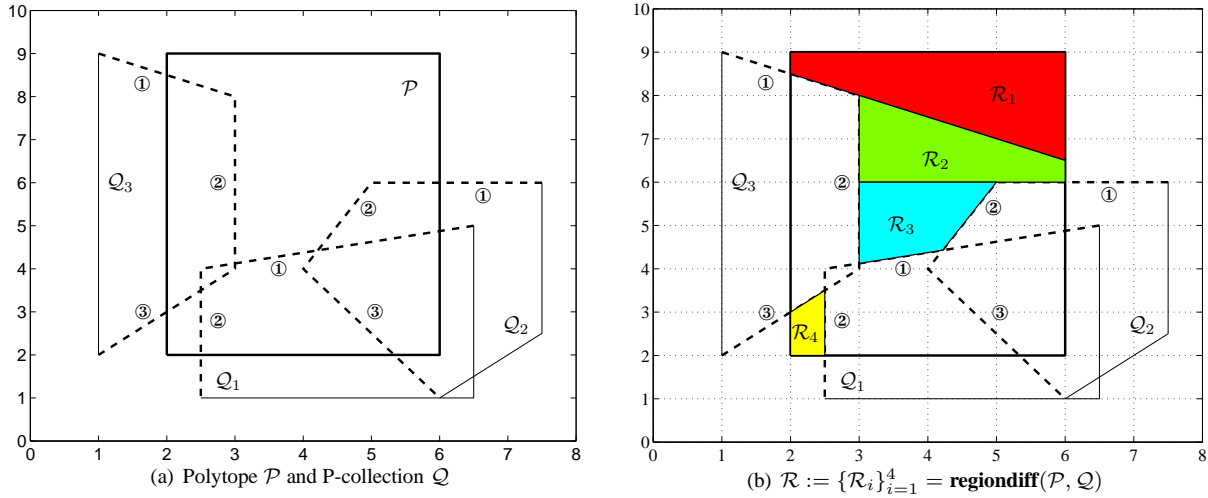 10
9
8
7
6
5
4
3
2
1
0
0 1 2 3 4 5 6 7 8
①
𝒫
𝒬₃
②
②
①
①
③
②
③
𝒬₂
𝒬₁
(a) Polytope 𝒫 and P-collection 𝒬
10
9
8
7
6
5
4
3
2
1
0
0 1 2 3 4 5 6 7 8
①
ℛ₁
ℛ₂
𝒬₃
②
①
②
ℛ₃
①
③
ℛ₄
②
③
𝒬₂
𝒬₁
(b) ℛ := {ℛᵢ}⁴ᵢ₌₁ = regiondiff(𝒫, 𝒬)